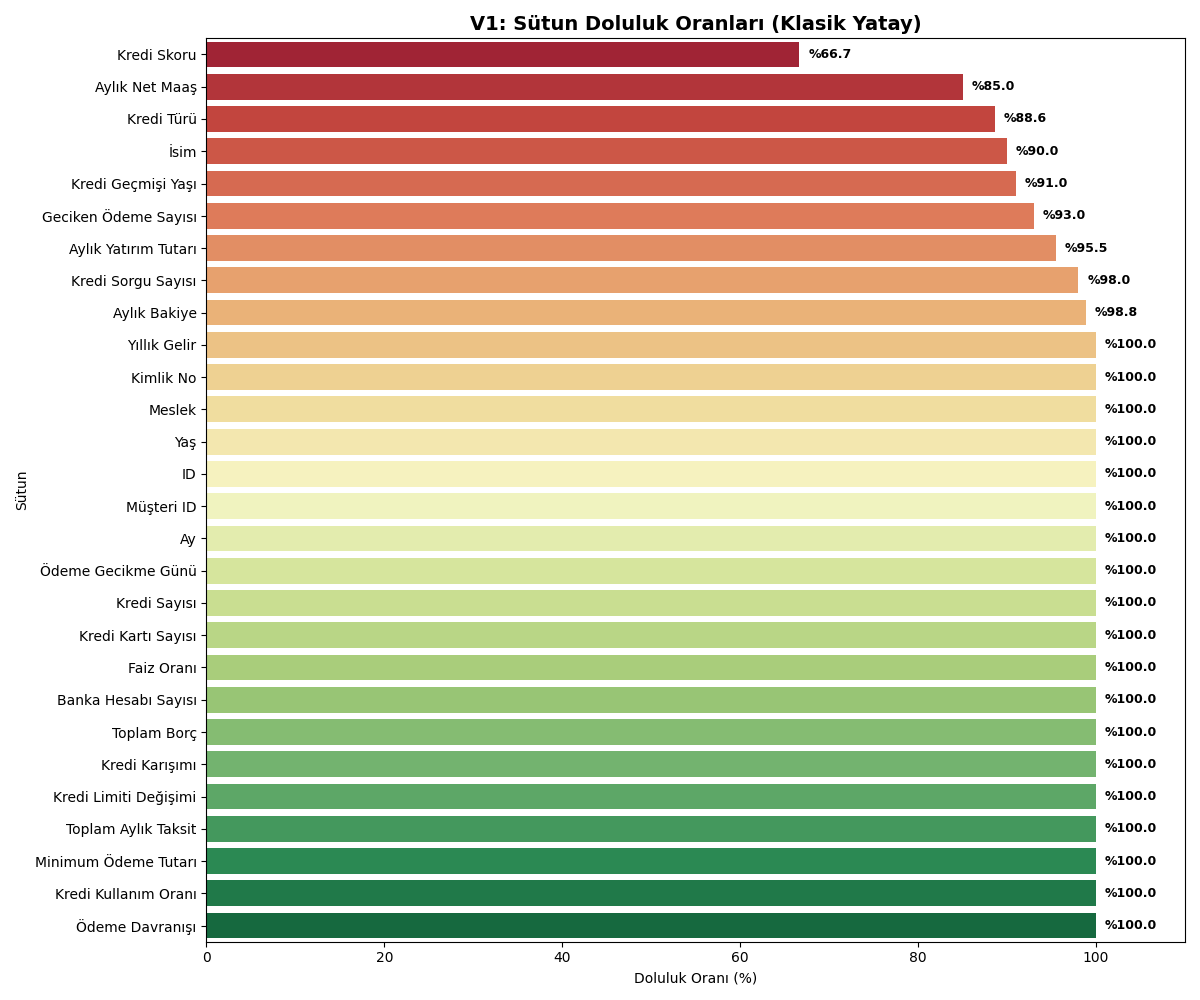 V1: Sütun Doluluk Oranları (Klasik Yatay)
Kredi Skoru %66.7
Aylık Net Maaş %85.0
Kredi Türü %88.6
İsim %90.0
Kredi Geçmişi Yaşı %91.0
Geciken Ödeme Sayısı %93.0
Aylık Yatırım Tutarı %95.5
Kredi Sorgu Sayısı %98.0
Aylık Bakiye %98.8
Yıllık Gelir %100.0
Kimlik No %100.0
Meslek %100.0
Yaş %100.0
ID %100.0
Müşteri ID %100.0
Ay %100.0
Ödeme Gecikme Günü %100.0
Kredi Sayısı %100.0
Kredi Kartı Sayısı %100.0
Faiz Oranı %100.0
Banka Hesabı Sayısı %100.0
Toplam Borç %100.0
Kredi Karışımı %100.0
Kredi Limiti Değişimi %100.0
Toplam Aylık Taksit %100.0
Minimum Ödeme Tutarı %100.0
Kredi Kullanım Oranı %100.0
Ödeme Davranışı %100.0
Sütun
0 20 40 60 80 100
Doluluk Oranı (%)